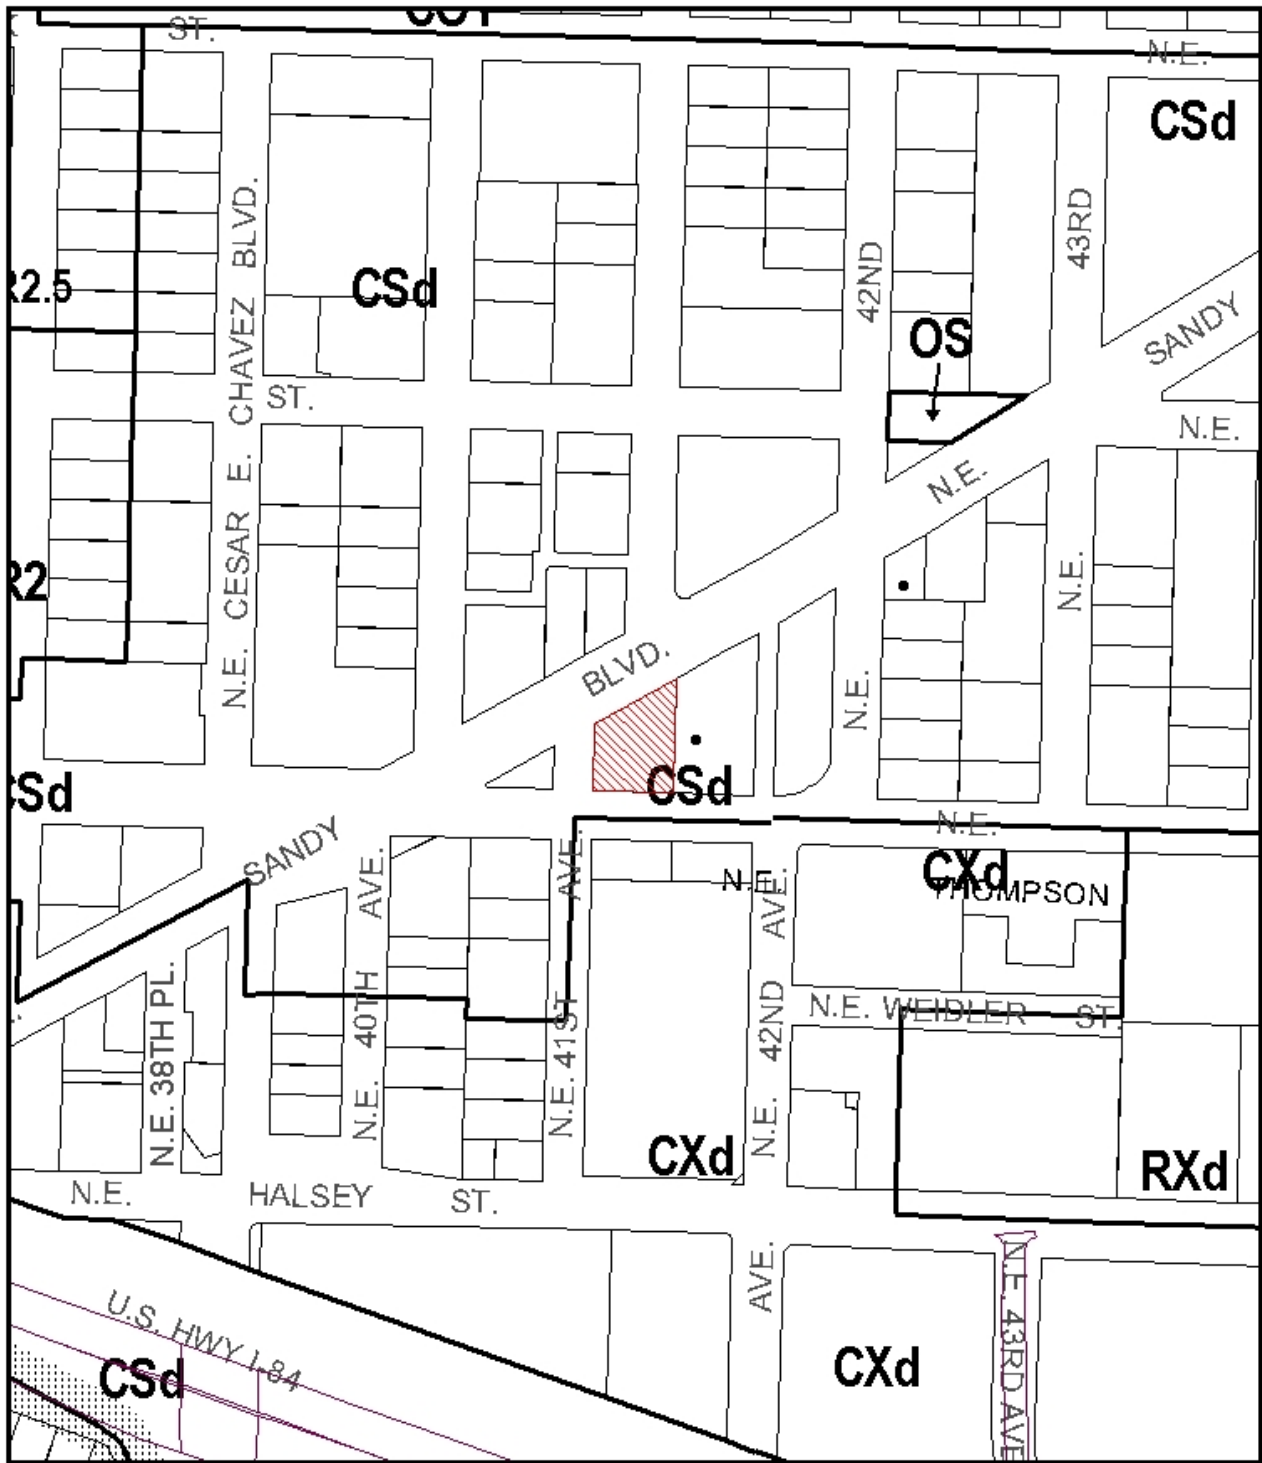 ST.
N.E.
CSd
N.E. CESAR E. CHAVEZ BLVD.
43RD
42ND
R2.5
CSd
SANDY
OS
ST.
N.E.
N.E.
R2
N.E.
BLVD.
N.E.
CSd
CSd
N.E.
SANDY
AVE.
AVE.
CXd
N.E.
THOMPSON
AVE.
N.E. 38TH PL.
N.E. 40TH
N.E. 41ST
N.E. 42ND
N.E. WEIDLER ST.
CXd
RXd
N.E. HALSEY ST.
AVE.
N.E. 43RD AVE
U.S. HWY I-84
CSd
CXd